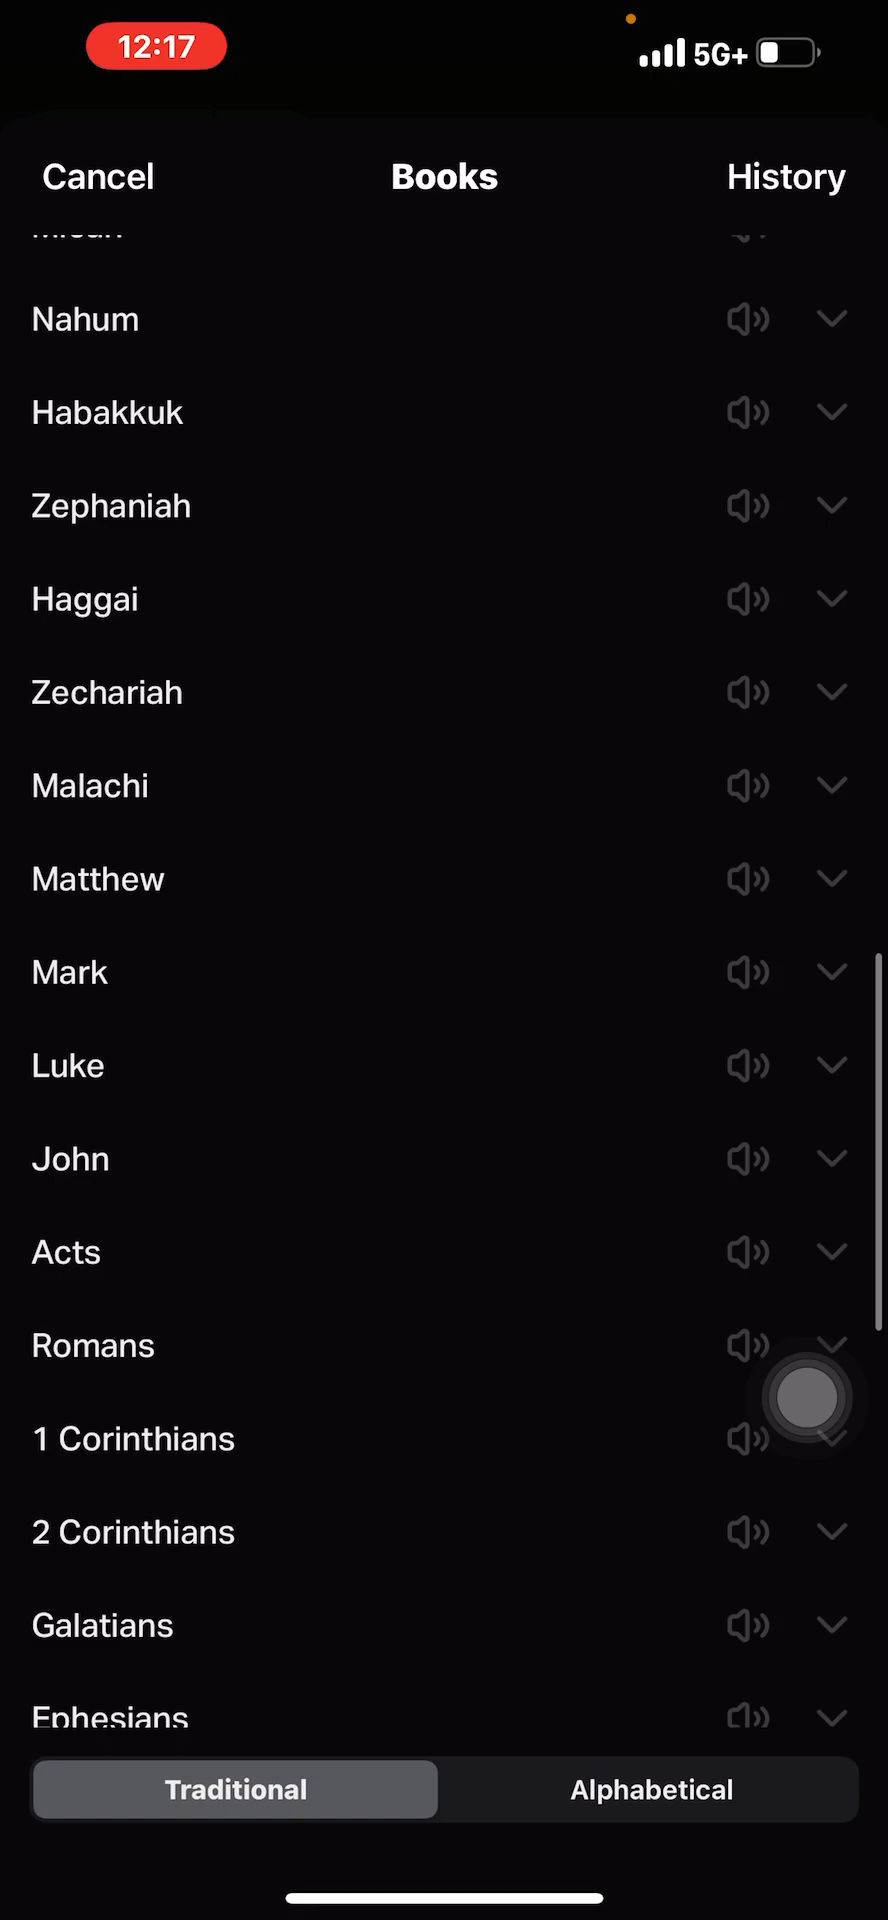 12:17
5G+
Cancel
Books
History
Nahum
Habakkuk
Zephaniah
Haggai
Zechariah
Malachi
Matthew
Mark
Luke
John
Acts
Romans
1 Corinthians
2 Corinthians
Galatians
Ephesians
Traditional
Alphabetical